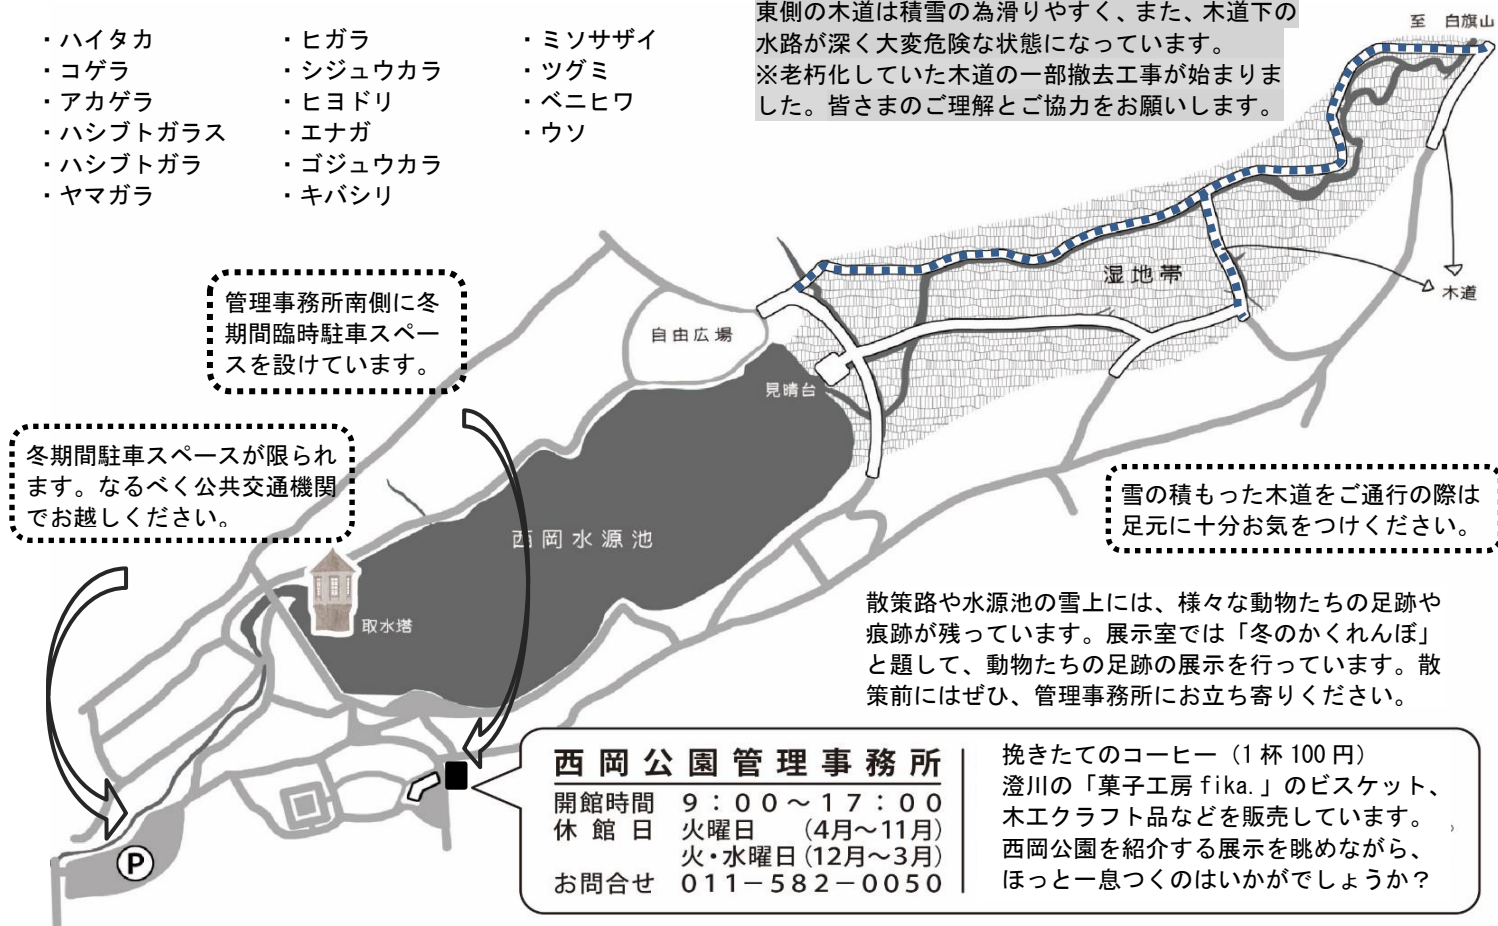 ・ハイタカ
・コゲラ
・アカゲラ
・ハシブトガラス
・ハシブトガラ
・ヤマガラ
・ヒガラ
・シジュウカラ
・ヒヨドリ
・エナガ
・ゴジュウカラ
・キバシリ
・ミソサザイ
・ツグミ
・ベニヒワ
・ウソ
東側の木道は積雪の為滑りやすく、また、木道下の
水路が深く大変危険な状態になっています。
※老朽化していた木道の一部撤去工事が始まりま
した。皆さまのご理解とご協力をお願いします。
至 白旗山
湿地帯
木道
管理事務所南側に冬
期間臨時駐車スペー
スを設けています。
自由広場
見晴台
冬期間駐車スペースが限られ
ます。なるべく公共交通機関
でお越しください。
雪の積もった木道をご通行の際は
足元に十分お気をつけください。
西岡水源池
取水塔
散策路や水源池の雪上には、様々な動物たちの足跡や
痕跡が残っています。展示室では「冬のかくれんぼ」
と題して、動物たちの足跡の展示を行っています。散
策前にはぜひ、管理事務所にお立ち寄りください。
P
西岡公園管理事務所
開館時間 9：00～17：00
休館日 火曜日 (4月～11月)
火・水曜日(12月～3月)
お問合せ 011－582－0050
挽きたてのコーヒー（1杯100円）
澄川の「菓子工房fika.」のビスケット、
木工クラフト品などを販売しています。
西岡公園を紹介する展示を眺めながら、
ほっと一息つくのはいかがでしょうか？